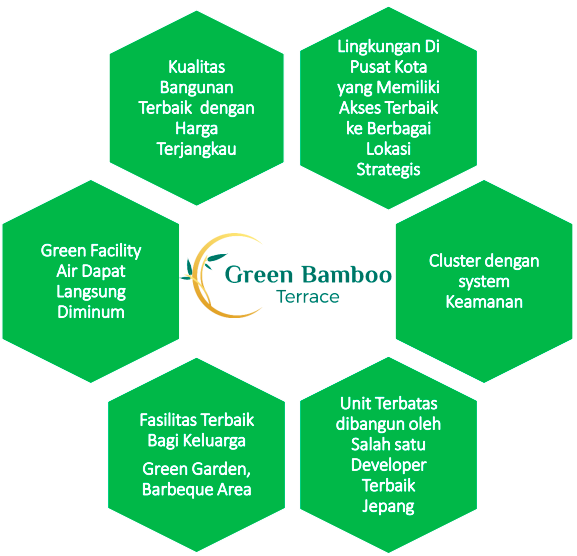 Kualitas
Bangunan
Terbaik dengan
Harga
Terjangkau
Lingkungan Di
Pusat Kota
yang Memiliki
Akses Terbaik
ke Berbagai
Lokasi
Strategis
Green Facility
Air Dapat
Langsung
Diminum
Green Bamboo
Terrace
Cluster dengan
system
Keamanan
Fasilitas Terbaik
Bagi Keluarga
Green Garden,
Barbeque Area
Unit Terbatas
dibangun oleh
Salah satu
Developer
Terbaik
Jepang